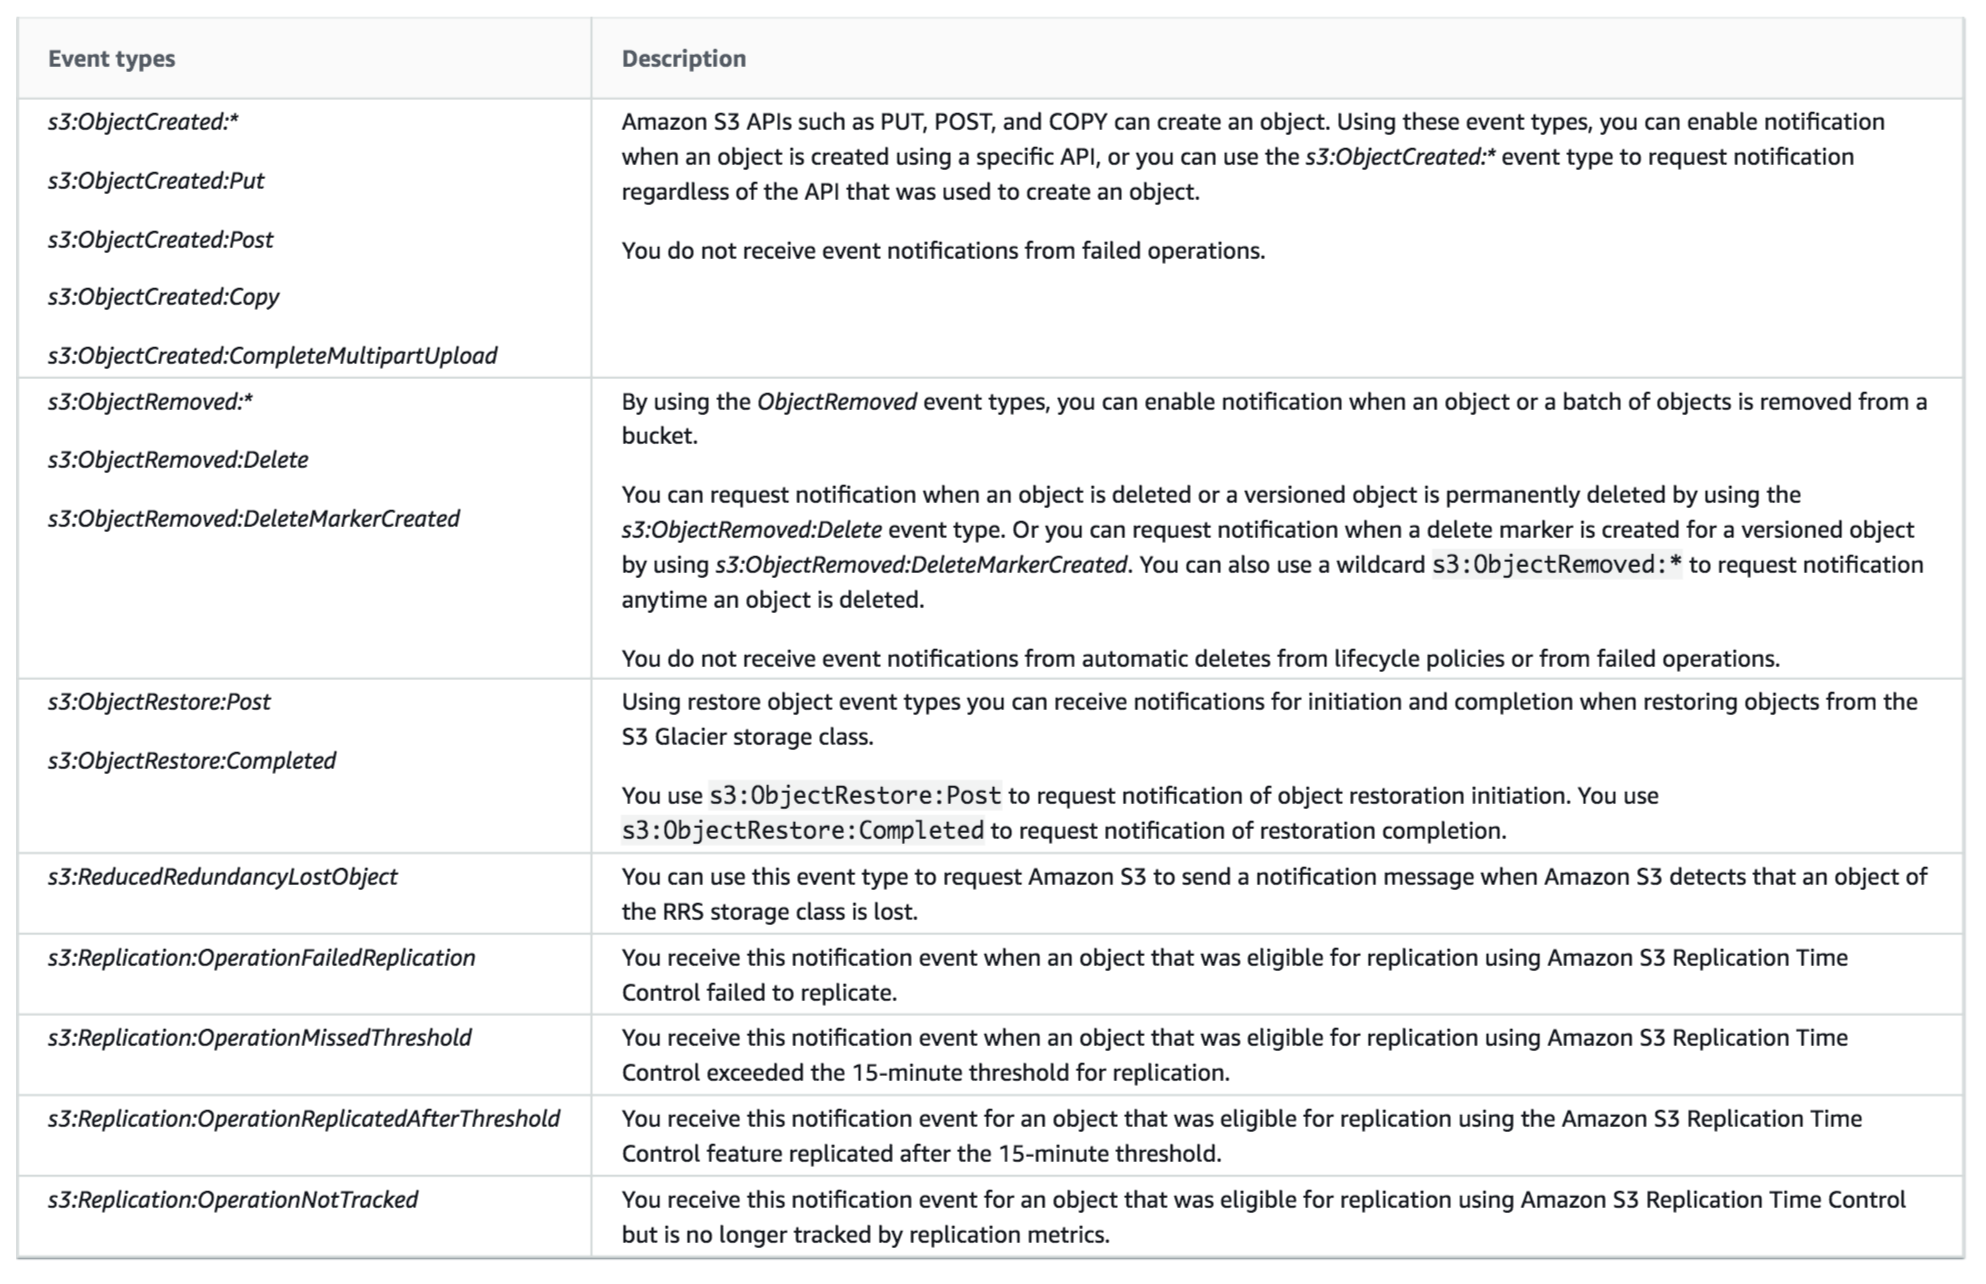 Event types
Description
s3:ObjectCreated:*
s3:ObjectCreated:Put
s3:ObjectCreated:Post
s3:ObjectCreated:Copy
s3:ObjectCreated:CompleteMultipartUpload
Amazon S3 APIs such as PUT, POST, and COPY can create an object. Using these event types, you can enable notification
when an object is created using a specific API, or you can use the s3:ObjectCreated:* event type to request notification
regardless of the API that was used to create an object.
You do not receive event notifications from failed operations.
s3:ObjectRemoved:*
s3:ObjectRemoved:Delete
s3:ObjectRemoved:DeleteMarkerCreated
By using the ObjectRemoved event types, you can enable notification when an object or a batch of objects is removed from a
bucket.
You can request notification when an object is deleted or a versioned object is permanently deleted by using the
s3:ObjectRemoved:Delete event type. Or you can request notification when a delete marker is created for a versioned object
by using s3:ObjectRemoved:DeleteMarkerCreated. You can also use a wildcard s3:ObjectRemoved:* to request notification
anytime an object is deleted.
You do not receive event notifications from automatic deletes from lifecycle policies or from failed operations.
s3:ObjectRestore:Post
s3:ObjectRestore:Completed
Using restore object event types you can receive notifications for initiation and completion when restoring objects from the
S3 Glacier storage class.
You use s3:ObjectRestore:Post to request notification of object restoration initiation. You use
s3:ObjectRestore:Completed to request notification of restoration completion.
s3:ReducedRedundancyLostObject
You can use this event type to request Amazon S3 to send a notification message when Amazon S3 detects that an object of
the RRS storage class is lost.
s3:Replication:OperationFailedReplication
You receive this notification event when an object that was eligible for replication using Amazon S3 Replication Time
Control failed to replicate.
s3:Replication:OperationMissedThreshold
You receive this notification event when an object that was eligible for replication using Amazon S3 Replication Time
Control exceeded the 15-minute threshold for replication.
s3:Replication:OperationReplicatedAfterThreshold
You receive this notification event for an object that was eligible for replication using the Amazon S3 Replication Time
Control feature replicated after the 15-minute threshold.
s3:Replication:OperationNotTracked
You receive this notification event for an object that was eligible for replication using Amazon S3 Replication Time Control
but is no longer tracked by replication metrics.